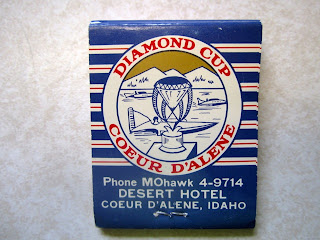 DIAMOND CUP
COEUR D'ALENE
Phone MOhawk 4-9714
DESERT HOTEL
COEUR D'ALENE, IDAHO